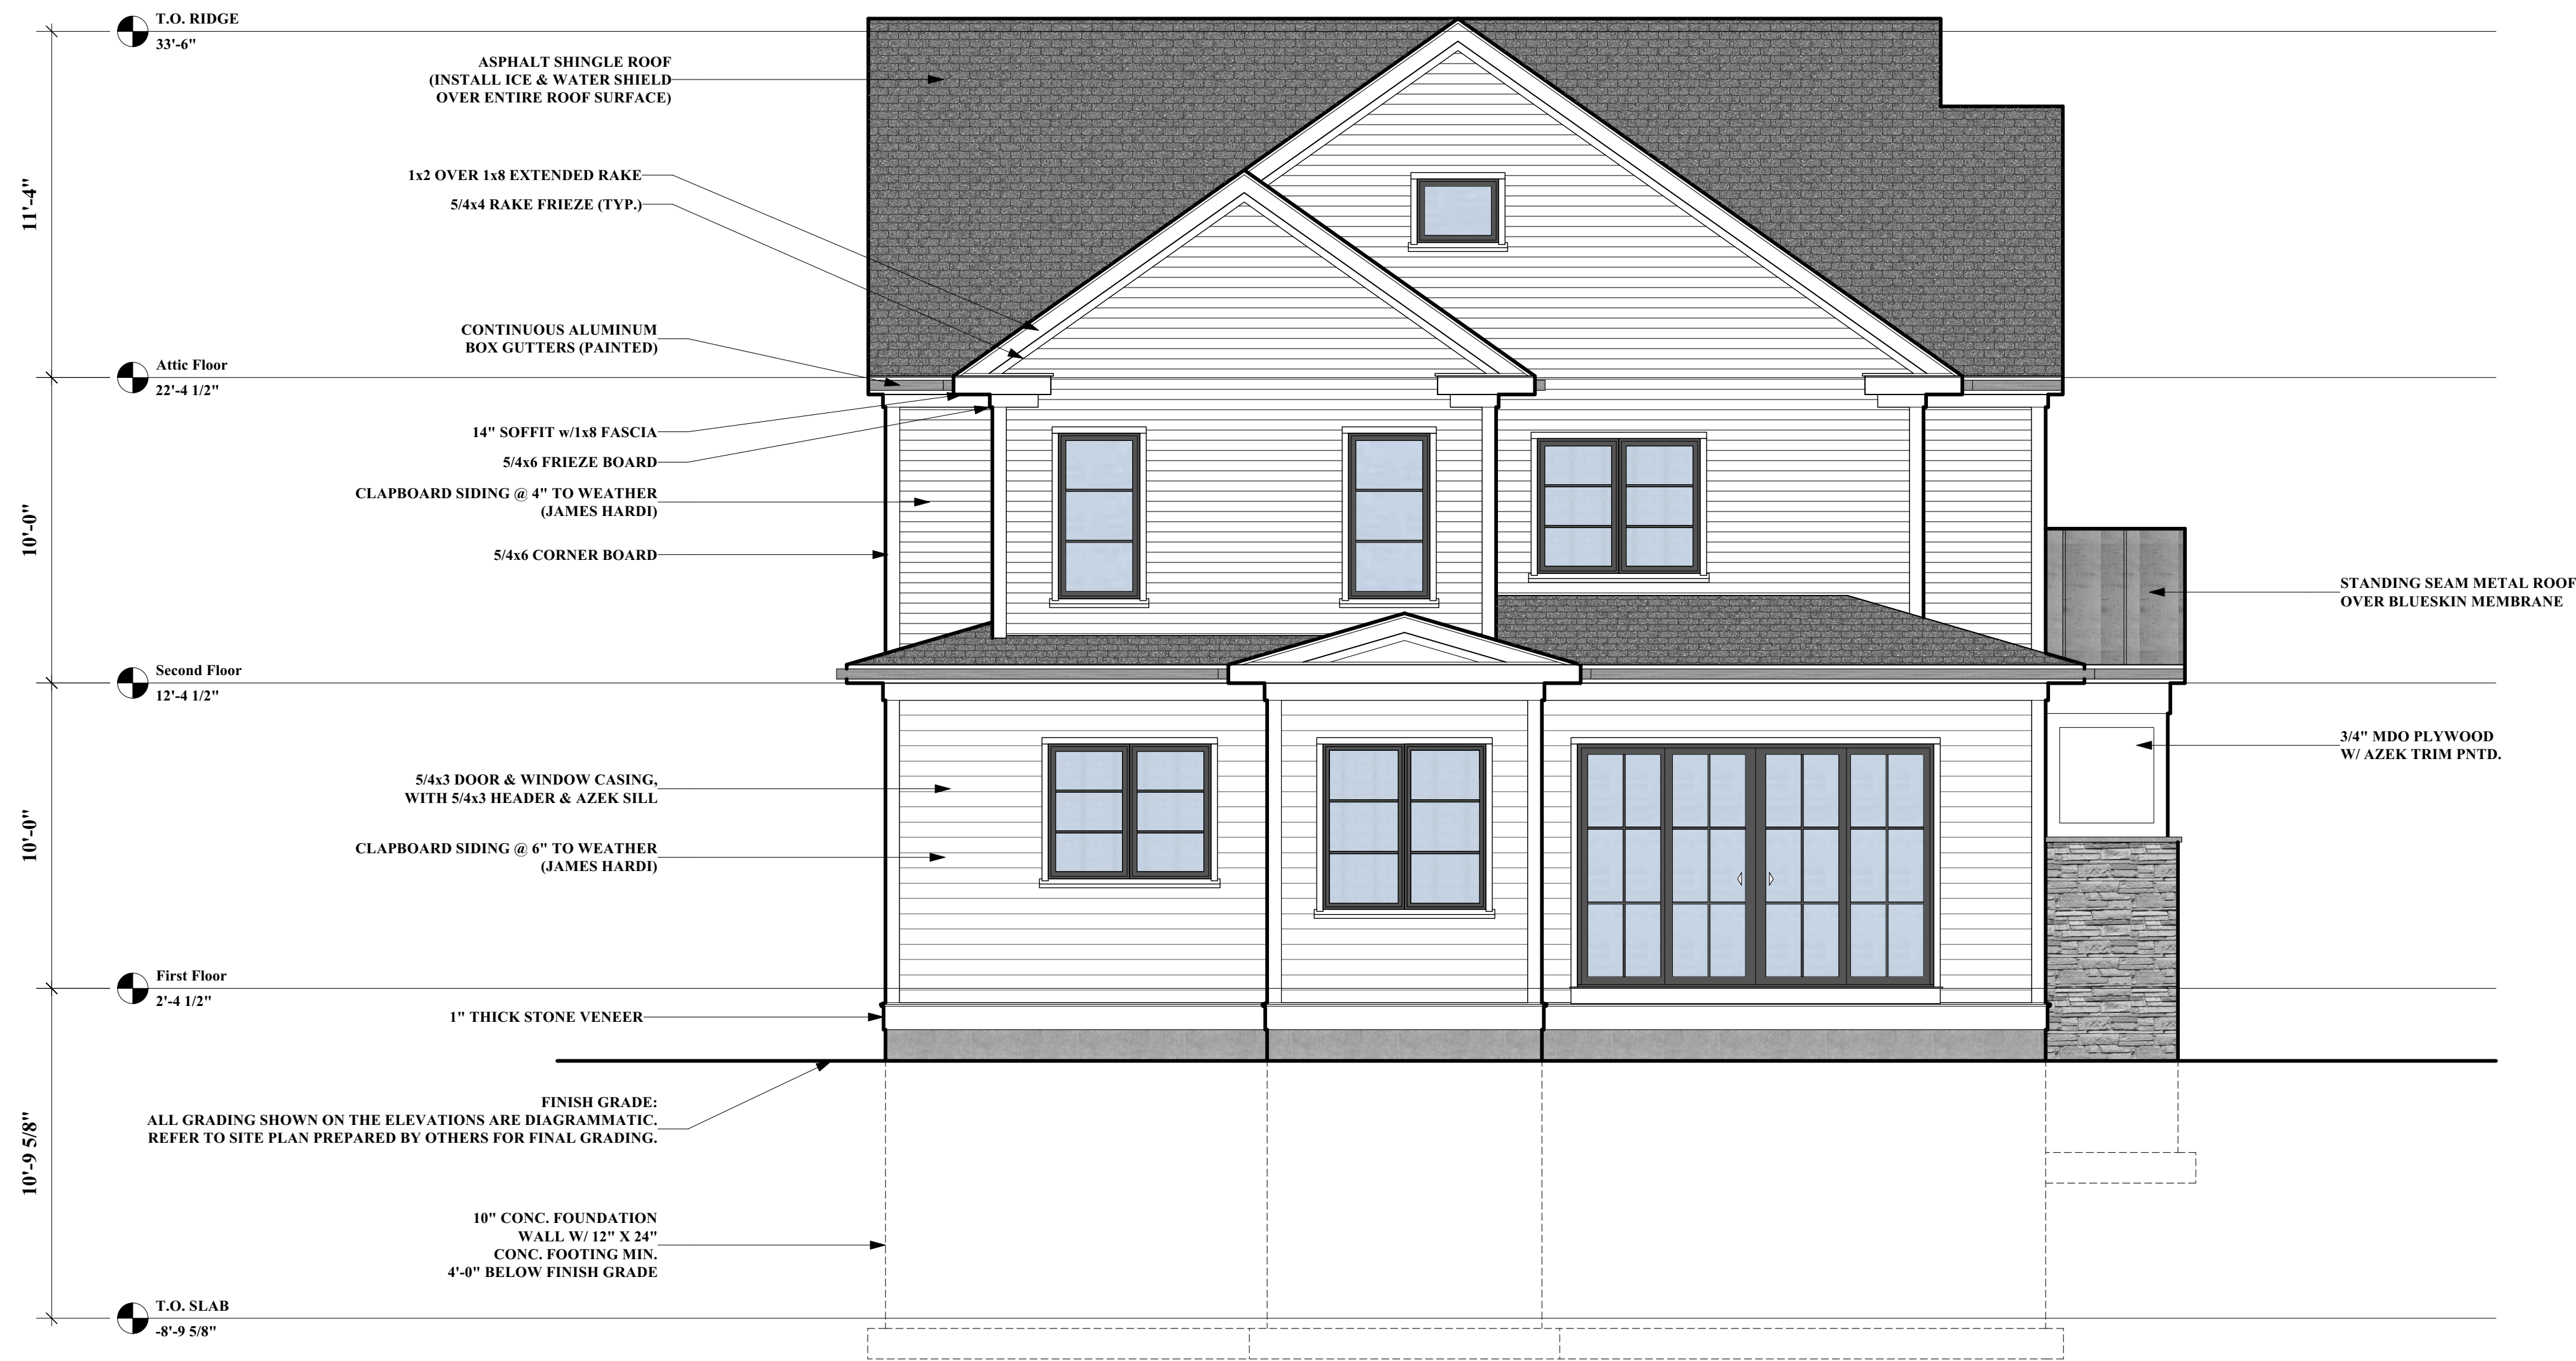 T.O. RIDGE
33'-6"
ASPHALT SHINGLE ROOF
(INSTALL ICE & WATER SHIELD
OVER ENTIRE ROOF SURFACE)
11'-4"
1x2 OVER 1x8 EXTENDED RAKE
5/4x4 RAKE FRIEZE (TYP.)
CONTINUOUS ALUMINUM
BOX GUTTERS (PAINTED)
Attic Floor
22'-4 1/2"
14" SOFFIT w/1x8 FASCIA
5/4x6 FRIEZE BOARD
CLAPBOARD SIDING @ 4" TO WEATHER
(JAMES HARDI)
10'-0"
5/4x6 CORNER BOARD
STANDING SEAM METAL ROOF
OVER BLUESKIN MEMBRANE
Second Floor
12'-4 1/2"
3/4" MDO PLYWOOD
W/ AZEK TRIM PNTD.
5/4x3 DOOR & WINDOW CASING,
WITH 5/4x3 HEADER & AZEK SILL
10'-0"
CLAPBOARD SIDING @ 6" TO WEATHER
(JAMES HARDI)
First Floor
2'-4 1/2"
1" THICK STONE VENEER
FINISH GRADE:
ALL GRADING SHOWN ON THE ELEVATIONS ARE DIAGRAMMATIC.
REFER TO SITE PLAN PREPARED BY OTHERS FOR FINAL GRADING.
10'-9 5/8"
10" CONC. FOUNDATION
WALL W/ 12" X 24"
CONC. FOOTING MIN.
4'-0" BELOW FINISH GRADE
T.O. SLAB
-8'-9 5/8"